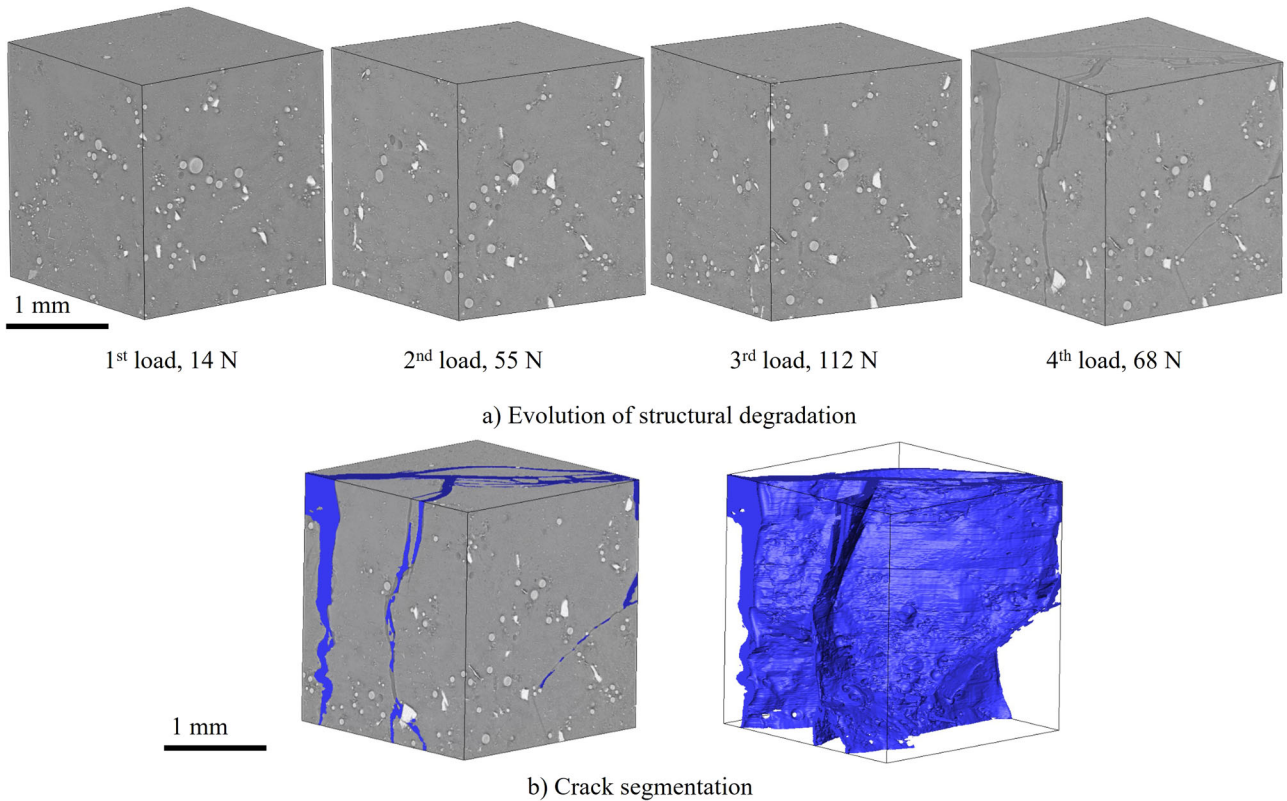 1 mm
1st load, 14 N
2nd load, 55 N
3rd load, 112 N
4th load, 68 N
a) Evolution of structural degradation
1 mm
b) Crack segmentation